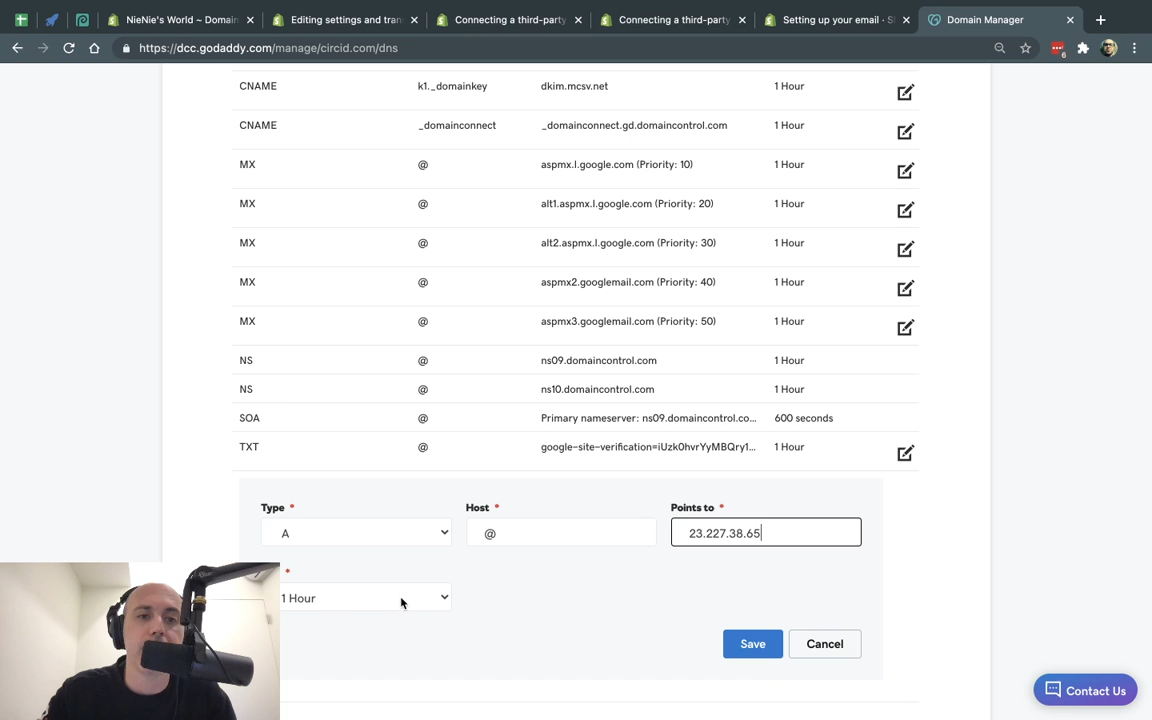 NieNie's World ~ Domain
Editing settings and tran
Connecting a third-party
Connecting a third-party
Setting up your email - S
Domain Manager
https://dcc.godaddy.com/manage/circid.com/dns
6
CNAME k1._domainkey dkim.mcsv.net 1 Hour
CNAME _domainconnect _domainconnect.gd.domaincontrol.com 1 Hour
MX @ aspmx.l.google.com (Priority: 10) 1 Hour
MX @ alt1.aspmx.l.google.com (Priority: 20) 1 Hour
MX @ alt2.aspmx.l.google.com (Priority: 30) 1 Hour
MX @ aspmx2.googlemail.com (Priority: 40) 1 Hour
MX @ aspmx3.googlemail.com (Priority: 50) 1 Hour
NS @ ns09.domaincontrol.com 1 Hour
NS @ ns10.domaincontrol.com 1 Hour
SOA @ Primary nameserver: ns09.domaincontrol.co... 600 seconds
TXT @ google-site-verification=iUzk0hvrYyMBQry1... 1 Hour
Type * Host * Points to *
A @ 23.227.38.65
*
1 Hour
Save Cancel
Contact Us